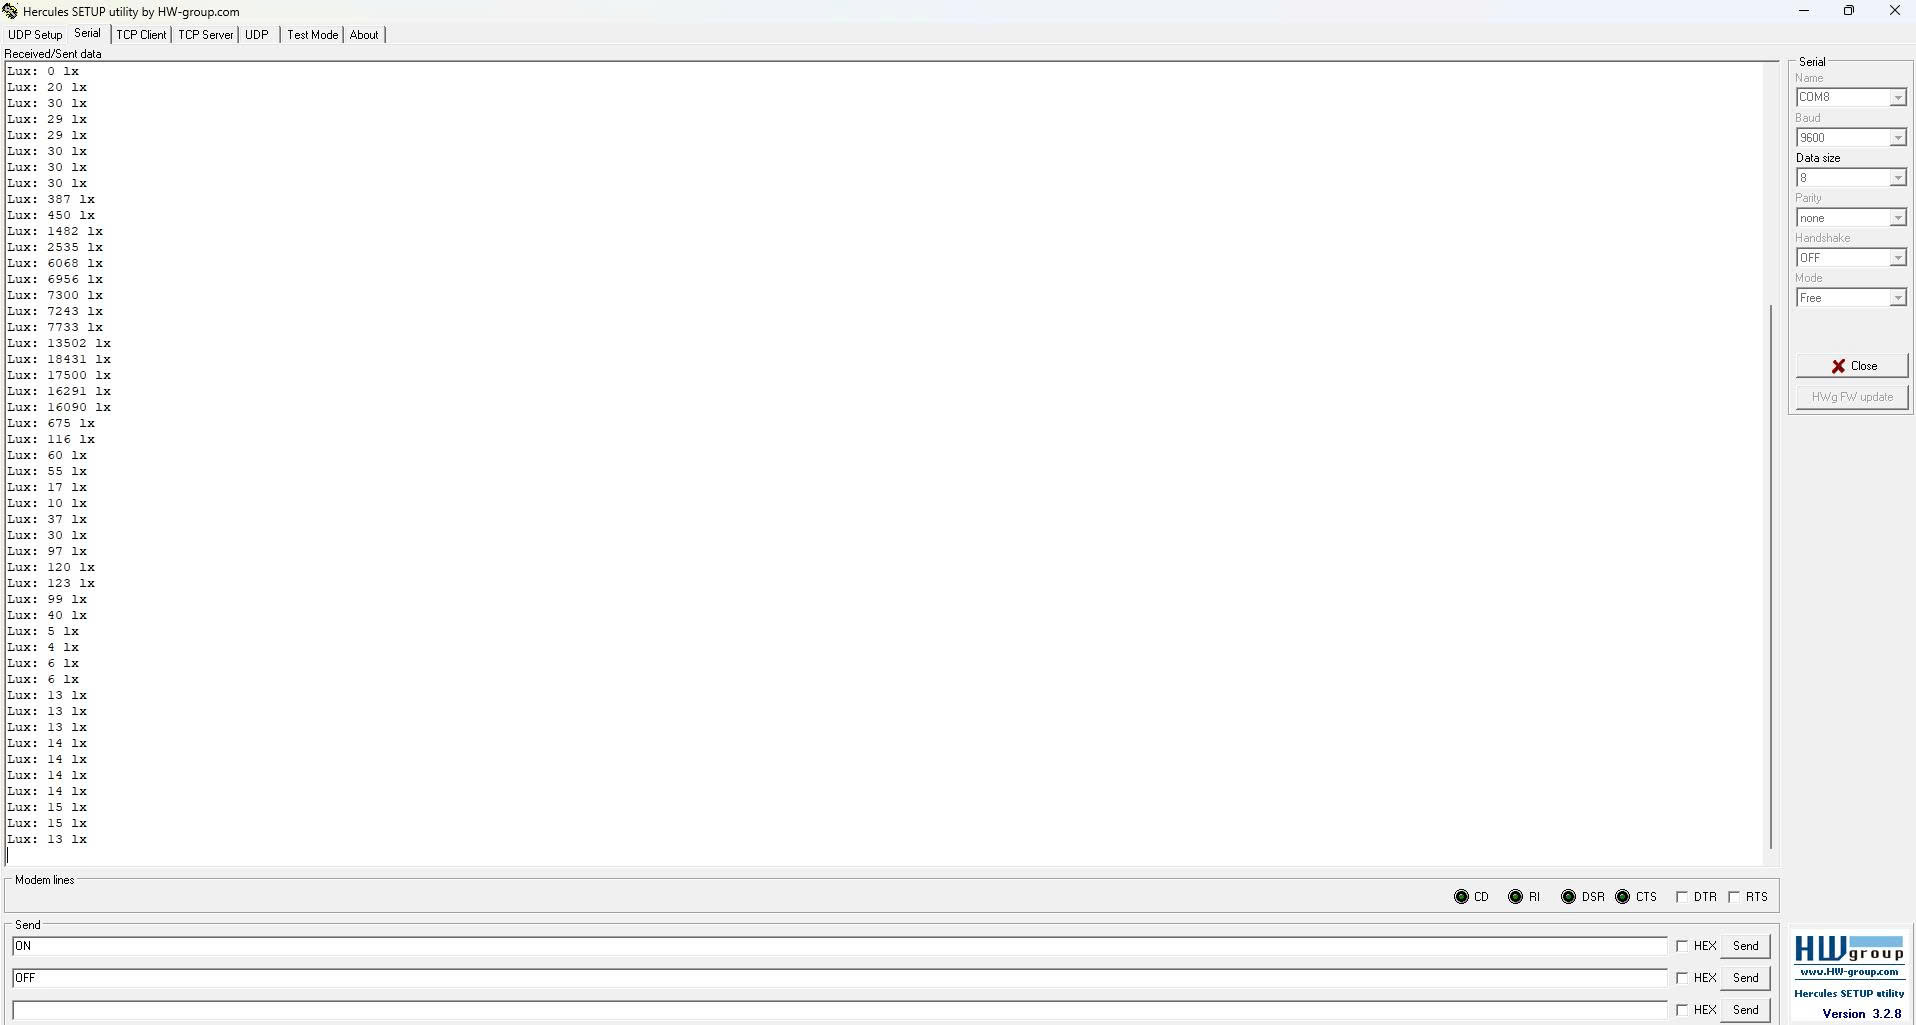 Hercules SETUP utility by HW-group.com
UDP Setup Serial TCP Client TCP Server UDP Test Mode About
Received/Sent data
Lux: 0 lx
Lux: 20 lx
Lux: 30 lx
Lux: 29 lx
Lux: 29 lx
Lux: 30 lx
Lux: 30 lx
Lux: 30 lx
Lux: 387 lx
Lux: 450 lx
Lux: 1482 lx
Lux: 2535 lx
Lux: 6068 lx
Lux: 6956 lx
Lux: 7300 lx
Lux: 7243 lx
Lux: 7733 lx
Lux: 13502 lx
Lux: 18431 lx
Lux: 17500 lx
Lux: 16291 lx
Lux: 16090 lx
Lux: 675 lx
Lux: 116 lx
Lux: 60 lx
Lux: 55 lx
Lux: 17 lx
Lux: 10 lx
Lux: 37 lx
Lux: 30 lx
Lux: 97 lx
Lux: 120 lx
Lux: 123 lx
Lux: 99 lx
Lux: 40 lx
Lux: 5 lx
Lux: 4 lx
Lux: 6 lx
Lux: 6 lx
Lux: 13 lx
Lux: 13 lx
Lux: 13 lx
Lux: 14 lx
Lux: 14 lx
Lux: 14 lx
Lux: 14 lx
Lux: 15 lx
Lux: 15 lx
Lux: 13 lx
Serial
Name
COM8
Baud
9600
Data size
8
Parity
none
Handshake
OFF
Mode
Free
Close
HWg FW update
Modem lines
CD RI DSR CTS DTR RTS
Send
ON HEX Send
OFF HEX Send
HEX Send
HW group
www.HW-group.com
Hercules SETUP utility
Version 3.2.8